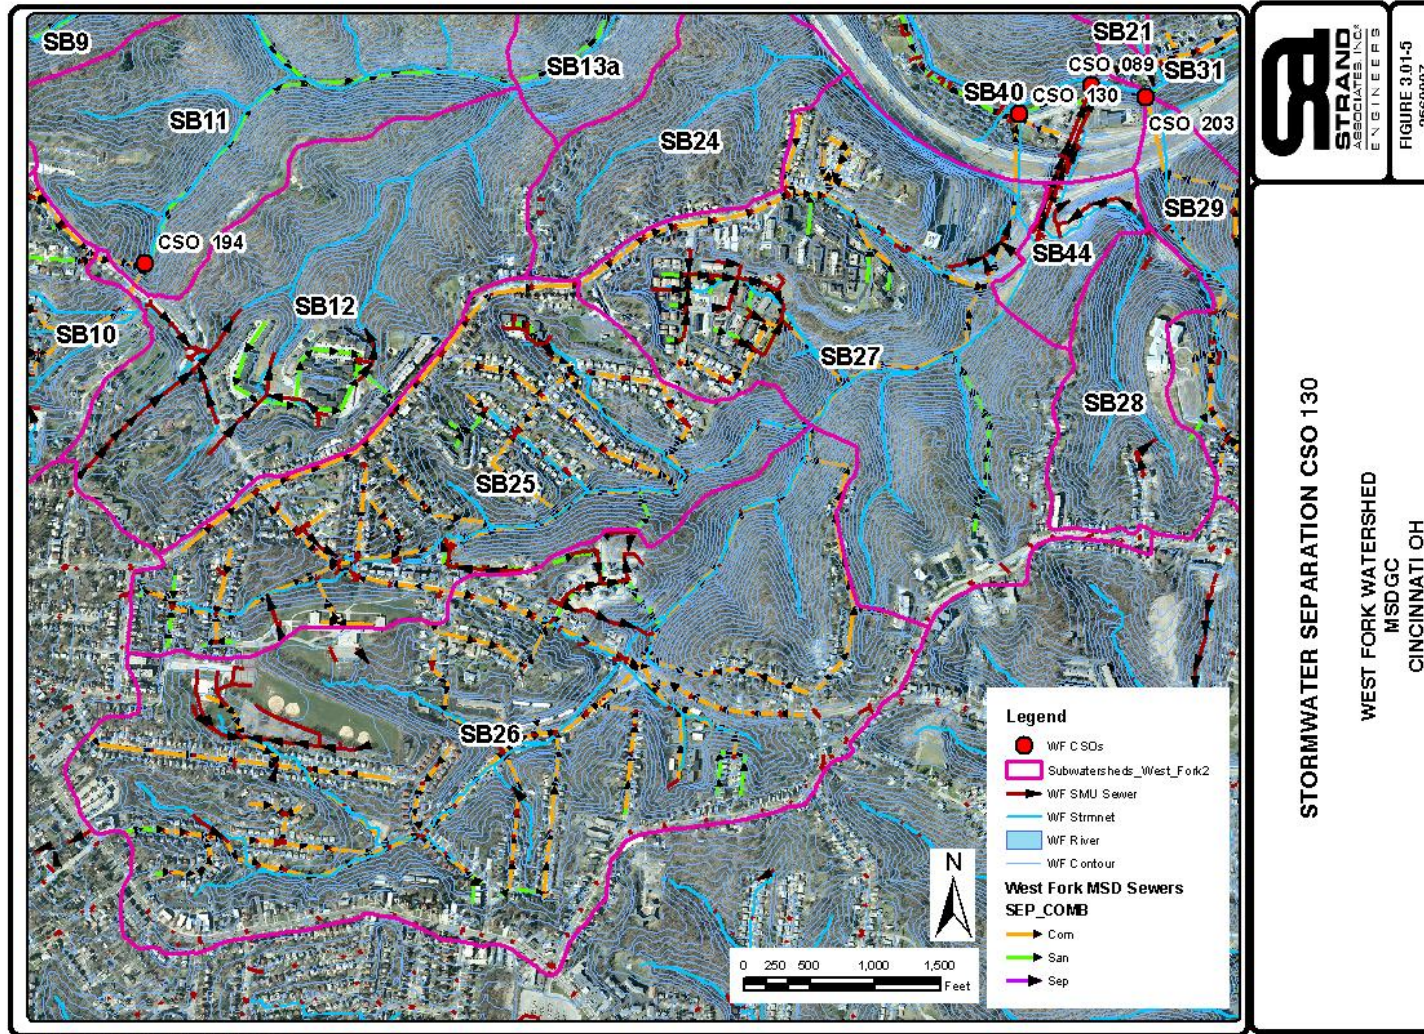 SB9
SB13a
SB11
SB24
SB21
CSO 089
SB31
SB40
CSO 130
CSO 203
CSO 194
SB29
SB44
SB12
SB10
SB27
SB28
SB25
SB26
Legend
WF CSOs
Subwatersheds_West_Fork2
WF SMU Sewer
WF Strmnet
WF River
WF Contour
West Fork MSD Sewers
SEP_COMB
Com
San
Sep
N
0 250 500 1,000 1,500
Feet
STRAND
ASSOCIATES, INC.®
ENGINEERS
FIGURE 3.01-5
STORMWATER SEPARATION CSO 130
WEST FORK WATERSHED
MSDGC
CINCINNATI OH